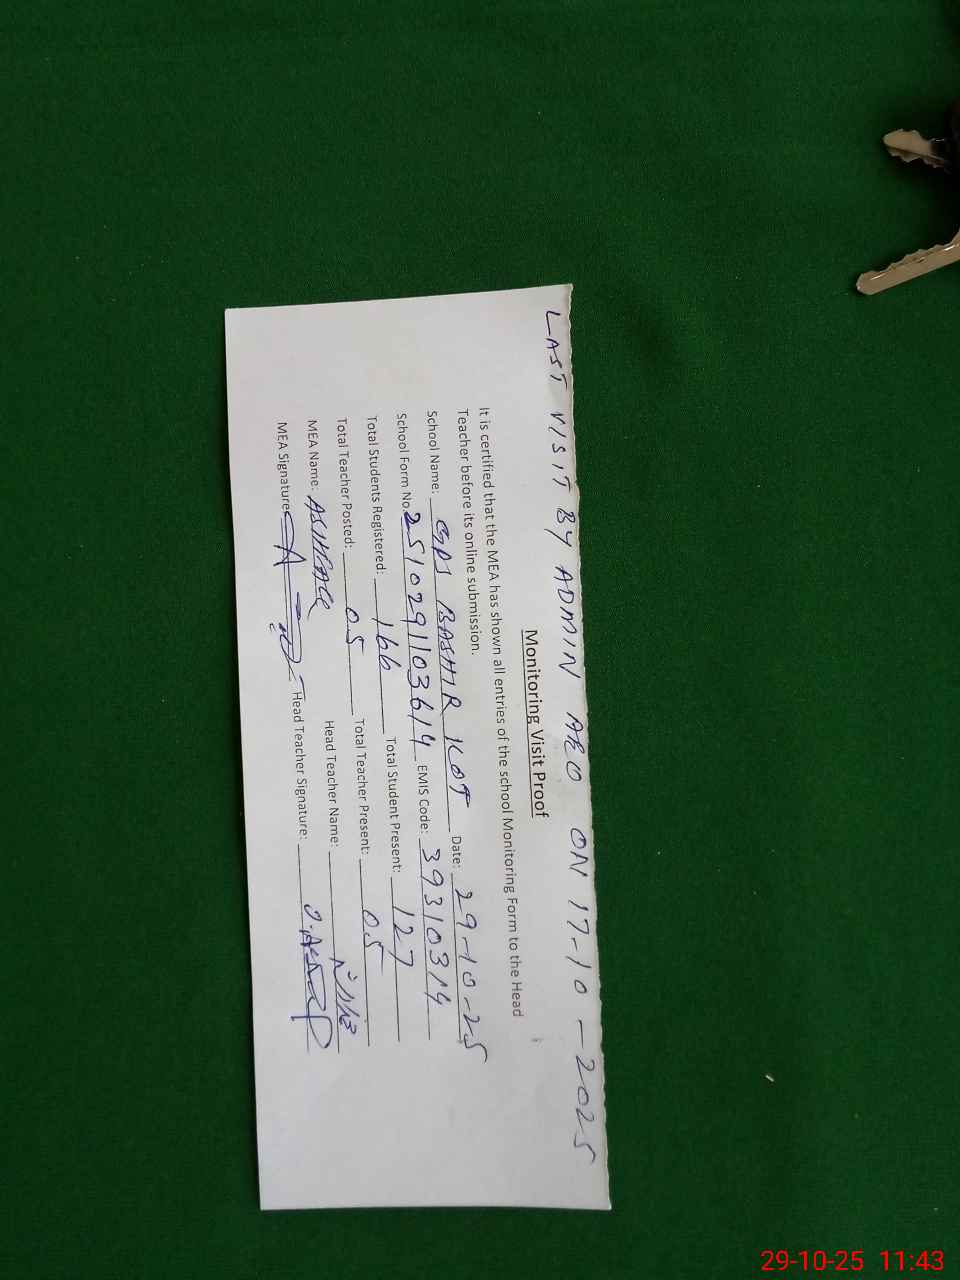 LAST VISIT BY ADMIN AEO ON 17-10-2025
Monitoring Visit Proof
It is certified that the MEA has shown all entries of the school Monitoring Form to the Head
Teacher before its online submission.
School Name: GPS BASHIR KOT Date: 29-10-25
School Form No. 2510291103614 EMIS Code: 39310314
Total Students Registered: 166 Total Student Present: 127
Total Teacher Posted: 05 Total Teacher Present: 05
MEA Name: ASHFAQ Head Teacher Name:
MEA Signature: Head Teacher Signature:
29-10-25 11:43